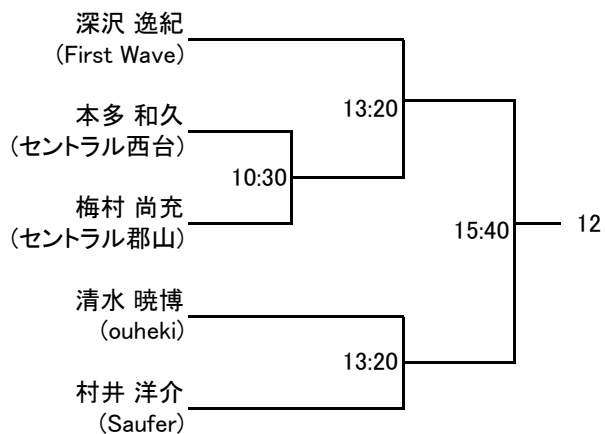 深沢 逸紀
(First Wave)
13:20
本多 和久
(セントラル西台)
10:30
梅村 尚充
(セントラル郡山)
15:40
12
清水 暁博
(ouheki)
13:20
村井 洋介
(Saufer)